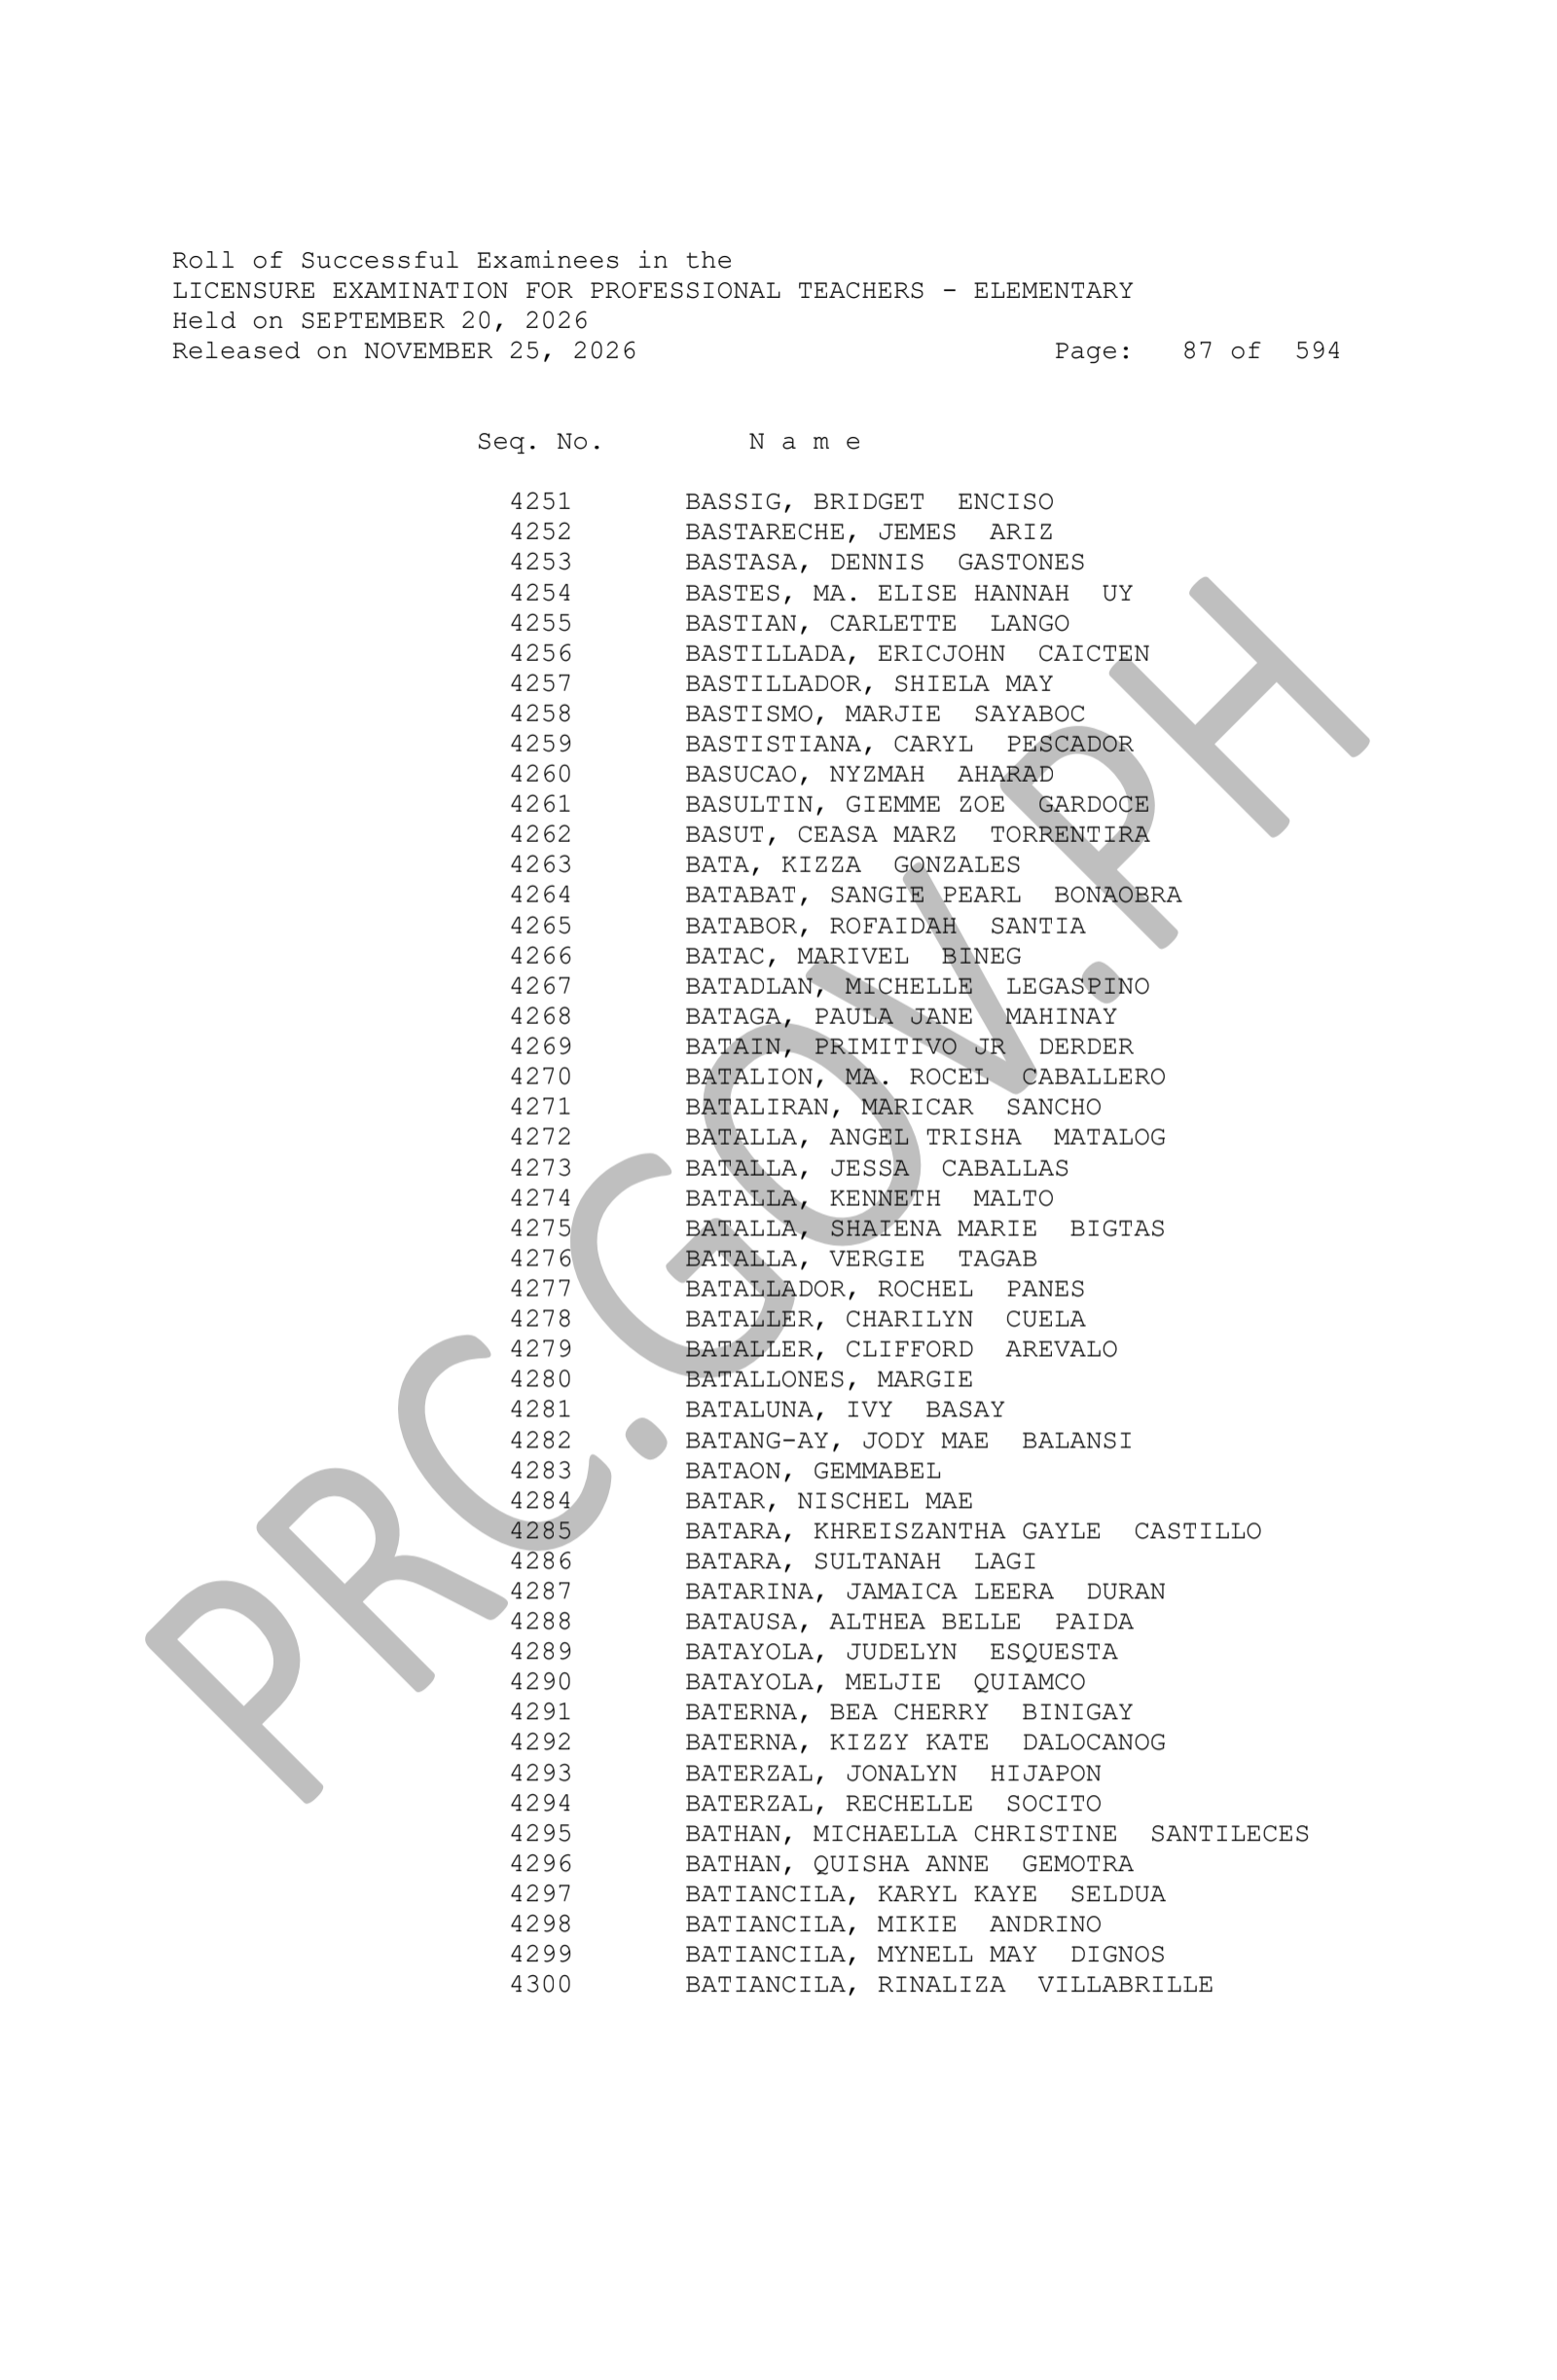 Roll of Successful Examinees in the
LICENSURE EXAMINATION FOR PROFESSIONAL TEACHERS - ELEMENTARY
Held on SEPTEMBER 20, 2026
Released on NOVEMBER 25, 2026 Page: 87 of 594
Seq. No. N a m e
4251 BASSIG, BRIDGET ENCISO
4252 BASTARECHE, JEMES ARIZ
4253 BASTASA, DENNIS GASTONES
4254 BASTES, MA. ELISE HANNAH UY
4255 BASTIAN, CARLETTE LANGO
4256 BASTILLADA, ERICJOHN CAICTEN
4257 BASTILLADOR, SHIELA MAY
4258 BASTISMO, MARJIE SAYABOC
4259 BASTISTIANA, CARYL PESCADOR
4260 BASUCAO, NYZMAH AHARAD
4261 BASULTIN, GIEMME ZOE GARDOCE
4262 BASUT, CEASA MARZ TORRENTIRA
4263 BATA, KIZZA GONZALES
4264 BATABAT, SANGIE PEARL BONAOBRA
4265 BATABOR, ROFAIDAH SANTIA
4266 BATAC, MARIVEL BINEG
4267 BATADLAN, MICHELLE LEGASPINO
4268 BATAGA, PAULA JANE MAHINAY
4269 BATAIN, PRIMITIVO JR DERDER
4270 BATALION, MA. ROCEL CABALLERO
4271 BATALIRAN, MARICAR SANCHO
4272 BATALLA, ANGEL TRISHA MATALOG
4273 BATALLA, JESSA CABALLAS
4274 BATALLA, KENNETH MALTO
4275 BATALLA, SHAIENA MARIE BIGTAS
4276 BATALLA, VERGIE TAGAB
4277 BATALLADOR, ROCHEL PANES
4278 BATALLER, CHARILYN CUELA
4279 BATALLER, CLIFFORD AREVALO
4280 BATALLONES, MARGIE
4281 BATALUNA, IVY BASAY
4282 BATANG-AY, JODY MAE BALANSI
4283 BATAON, GEMMABEL
4284 BATAR, NISCHEL MAE
4285 BATARA, KHREISZANTHA GAYLE CASTILLO
4286 BATARA, SULTANAH LAGI
4287 BATARINA, JAMAICA LEERA DURAN
4288 BATAUSA, ALTHEA BELLE PAIDA
4289 BATAYOLA, JUDELYN ESQUESTA
4290 BATAYOLA, MELJIE QUIAMCO
4291 BATERNA, BEA CHERRY BINIGAY
4292 BATERNA, KIZZY KATE DALOCANOG
4293 BATERZAL, JONALYN HIJAPON
4294 BATERZAL, RECHELLE SOCITO
4295 BATHAN, MICHAELLA CHRISTINE SANTILECES
4296 BATHAN, QUISHA ANNE GEMOTRA
4297 BATIANCILA, KARYL KAYE SELDUA
4298 BATIANCILA, MIKIE ANDRINO
4299 BATIANCILA, MYNELL MAY DIGNOS
4300 BATIANCILA, RINALIZA VILLABRILLE
PRC.GOV.PH